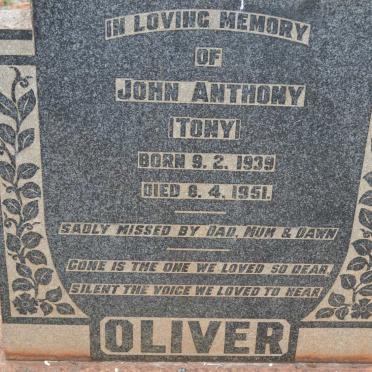 IN LOVING MEMORY
OF
JOHN ANTHONY
(TONY)
BORN 9. 2. 1939
DIED 6. 4. 1951.
SADLY MISSED BY DAD, MUM & DAWN
GONE IS THE ONE WE LOVED SO DEAR,
SILENT THE VOICE WE LOVED TO HEAR
OLIVER